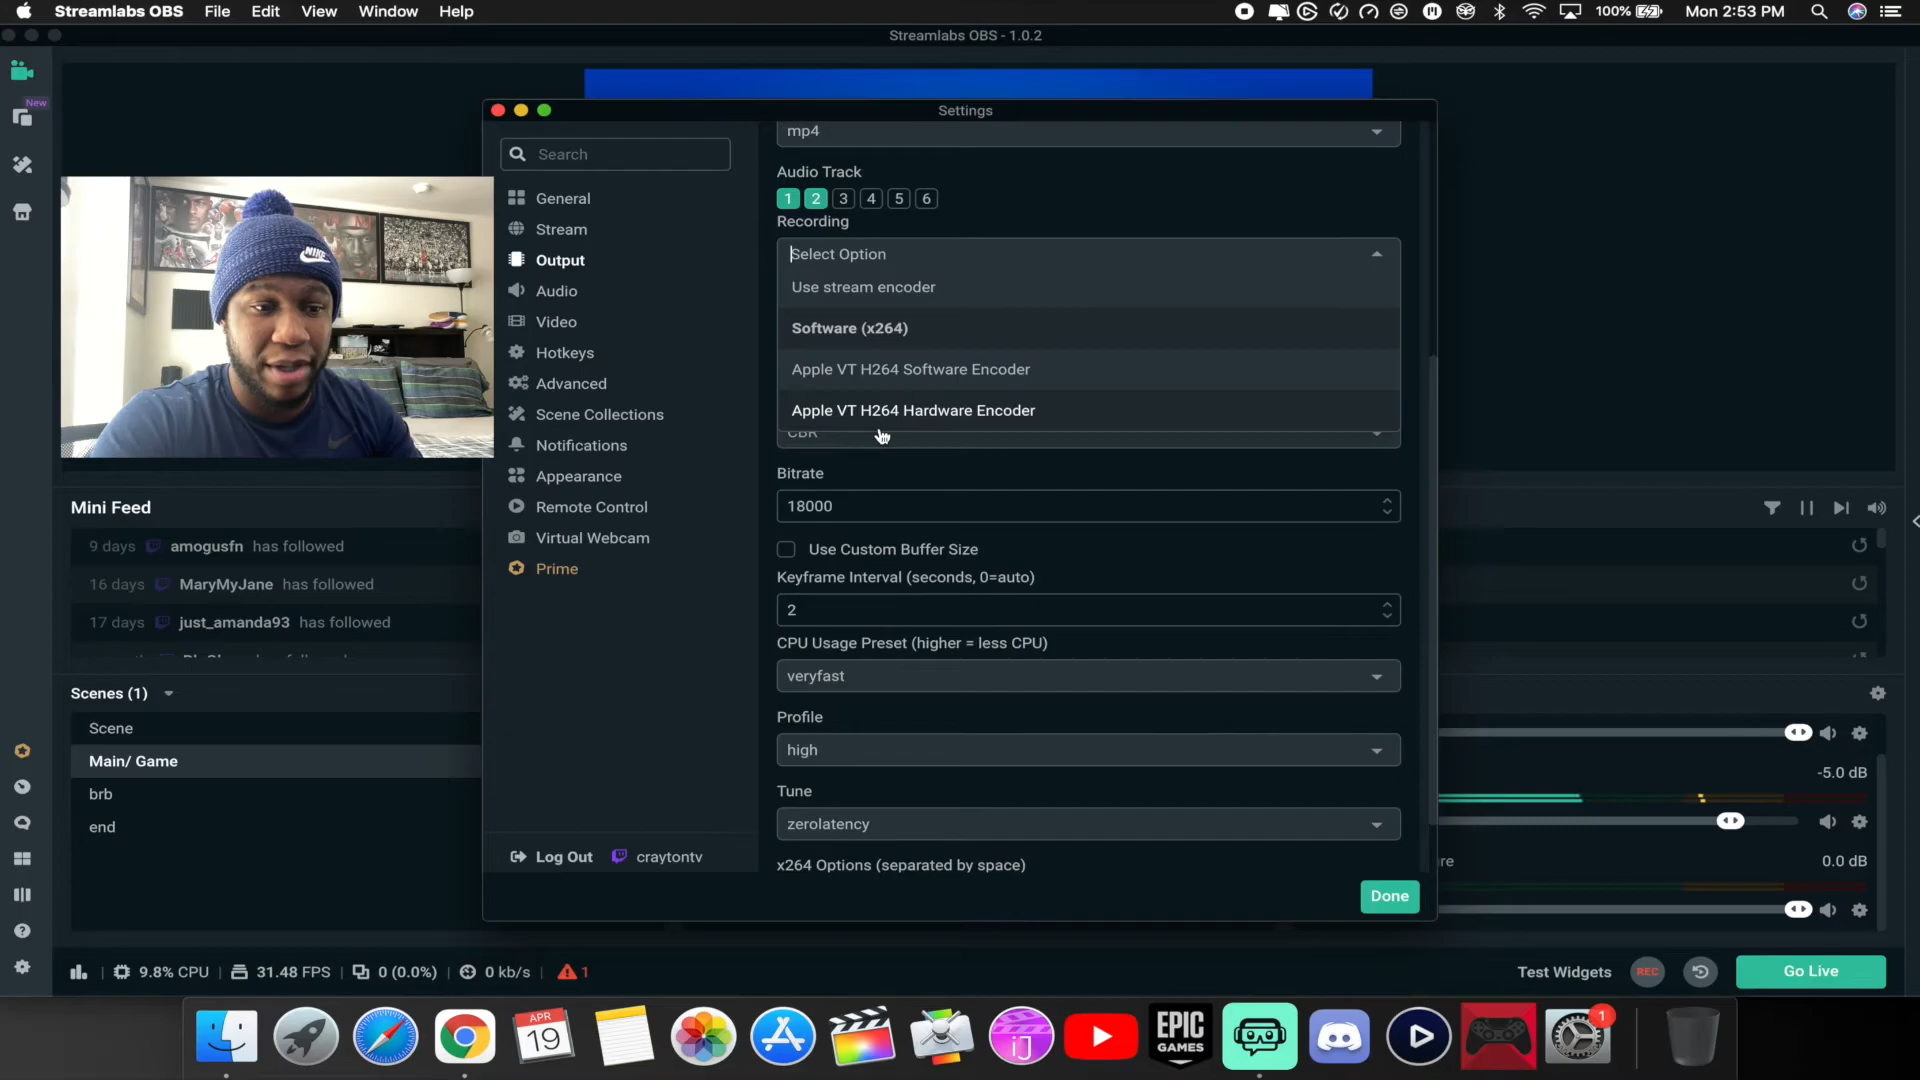 Streamlabs OBS File Edit View Window Help 100% Mon 2:53 PM
Streamlabs OBS - 1.0.2
Settings
New
Search
General
Stream
Output
Audio
Video
Hotkeys
Advanced
Scene Collections
Notifications
Appearance
Remote Control
Virtual Webcam
Prime
Log Out craytontv
mp4
Audio Track
1 2 3 4 5 6
Recording
Select Option
Use stream encoder
Software (x264)
Apple VT H264 Software Encoder
Apple VT H264 Hardware Encoder
CBR
Bitrate
18000
Use Custom Buffer Size
Keyframe Interval (seconds, 0=auto)
2
CPU Usage Preset (higher = less CPU)
veryfast
Profile
high
Tune
zerolatency
x264 Options (separated by space)
Done
NIKE
Mini Feed
9 days amogusfn has followed
16 days MaryMyJane has followed
17 days just_amanda93 has followed
Scenes (1)
Scene
Main/ Game
brb
end
-5.0 dB
0.0 dB
9.8% CPU 31.48 FPS 0 (0.0%) 0 kb/s 1
Test Widgets REC Go Live
APR
19
EPIC
GAMES
1